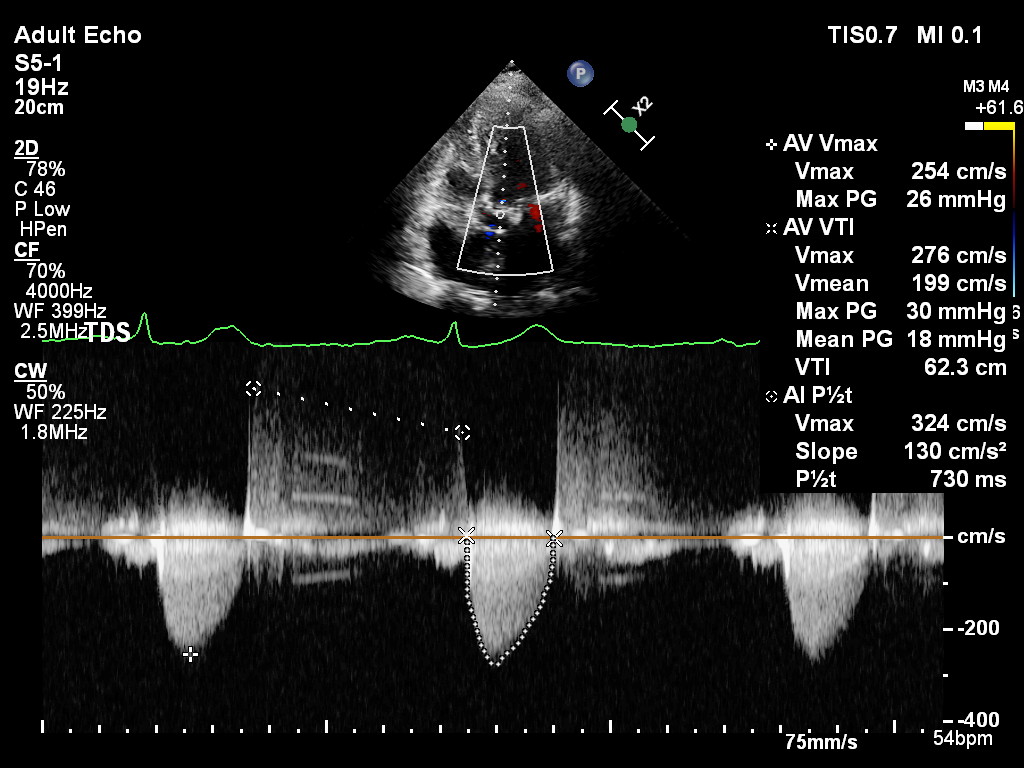 Adult Echo
TIS0.7 MI 0.1
S5-1
19Hz
20cm
P
X2
M3 M4
+61.6
2D
78%
C 46
P Low
HPen
CF
70%
4000Hz
WF 399Hz
2.5MHz
TDS
CW
50%
WF 225Hz
1.8MHz
AV Vmax
Vmax 254 cm/s
Max PG 26 mmHg
AV VTI
Vmax 276 cm/s
Vmean 199 cm/s
Max PG 30 mmHg
Mean PG 18 mmHg
VTI 62.3 cm
AI P½t
Vmax 324 cm/s
Slope 130 cm/s²
P½t 730 ms
cm/s
-200
-400
75mm/s
54bpm